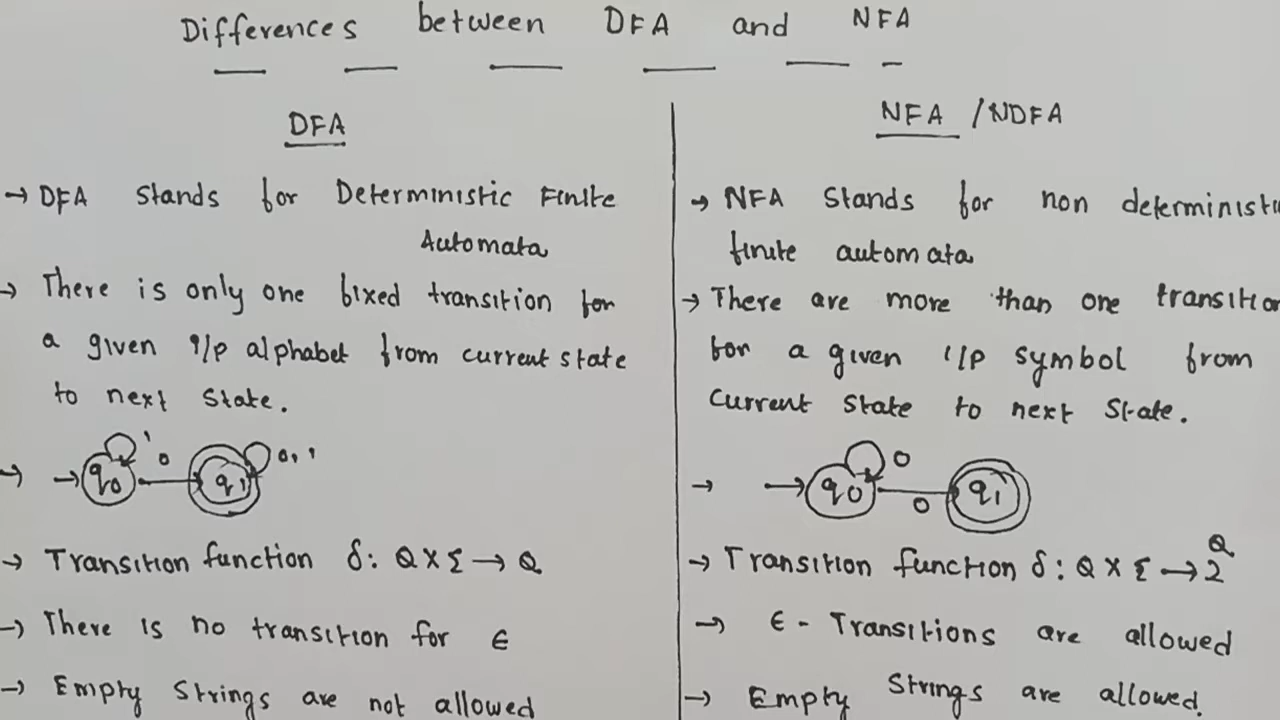 Differences between DFA and NFA
DFA
→ DFA stands for Deterministic Finite
Automata
→ There is only one fixed transition for
a given i/p alphabet from current state
to next state.
→ → q0 1 0 q1 0,1
→ Transition function δ: Q X Σ → Q
→ There is no transition for ϵ
→ Empty Strings are not allowed
NFA / NDFA
→ NFA stands for non deterministi
finite automata
→ There are more than one transition
for a given i/p symbol from
current state to next state.
→ → q0 0 0 q1
→ Transition function δ: Q X Σ → 2^Q
→ ϵ - Transitions are allowed
→ Empty Strings are allowed.